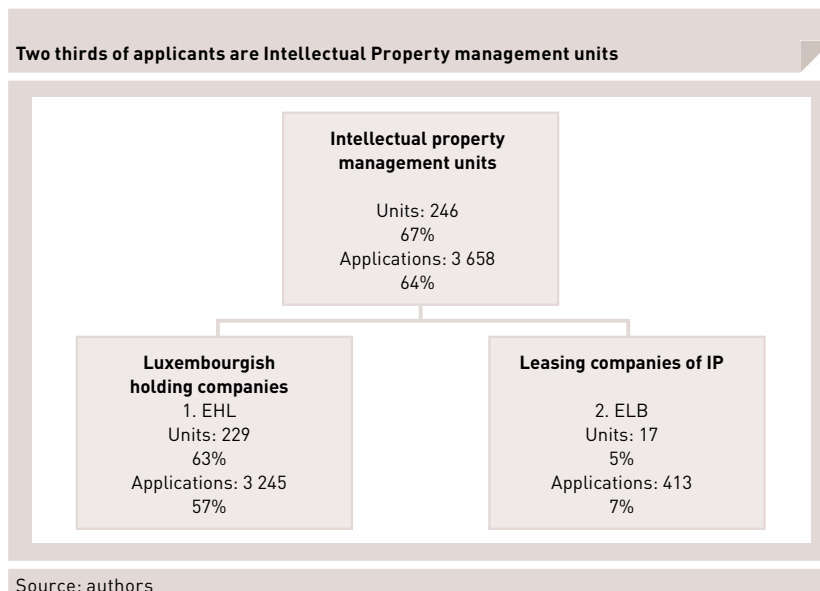 Two thirds of applicants are Intellectual Property management units
Intellectual property
management units
Units: 246
67%
Applications: 3 658
64%
Luxembourgish
holding companies
1. EHL
Units: 229
63%
Applications: 3 245
57%
Leasing companies of IP
2. ELB
Units: 17
5%
Applications: 413
7%
Source: authors